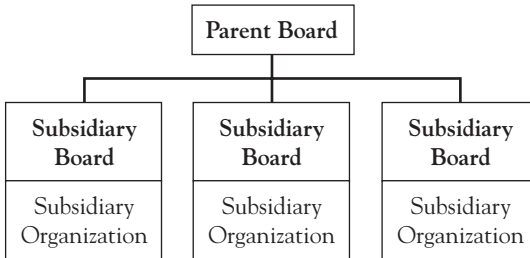 Parent Board
Subsidiary
Board
Subsidiary
Organization
Subsidiary
Board
Subsidiary
Organization
Subsidiary
Board
Subsidiary
Organization